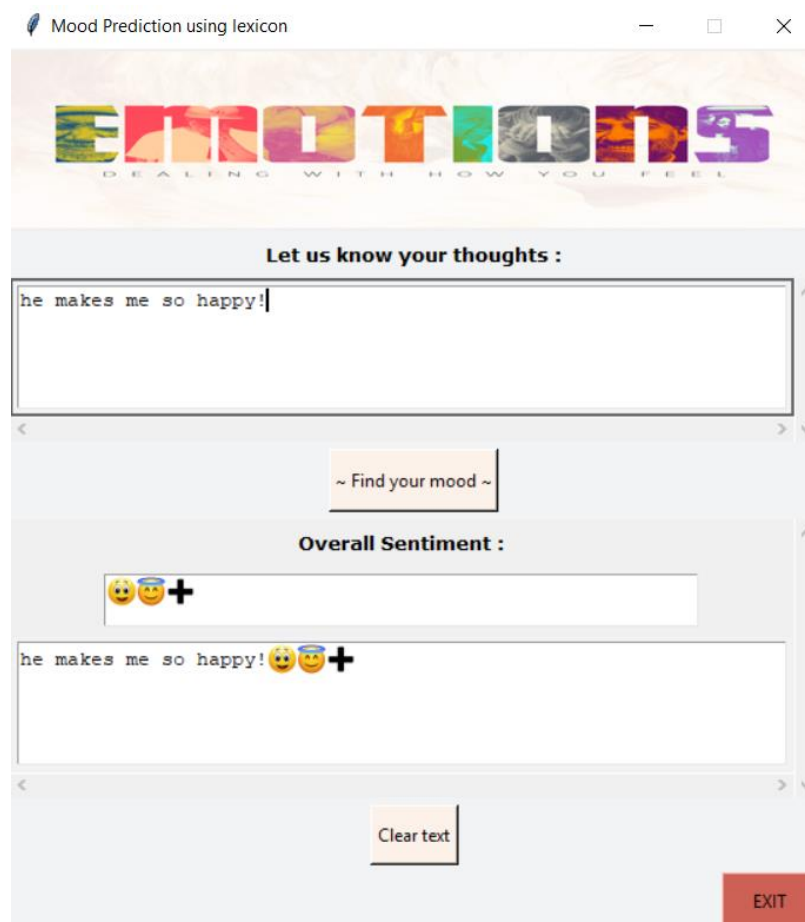 Mood Prediction using lexicon
EMOTIONS
DEALING WITH HOW YOU FEEL
Let us know your thoughts :
he makes me so happy!
~ Find your mood ~
Overall Sentiment :
he makes me so happy!
Clear text
EXIT